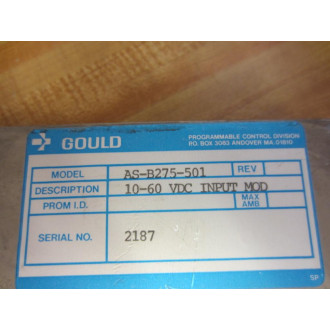 GOULD
PROGRAMMABLE CONTROL DIVISION
P.O. BOX 3083 ANDOVER MA 01810
MODEL AS-B275-501 REV
DESCRIPTION 10-60 VDC INPUT MOD
PROM I.D. MAX AMB
SERIAL NO. 2187
SP